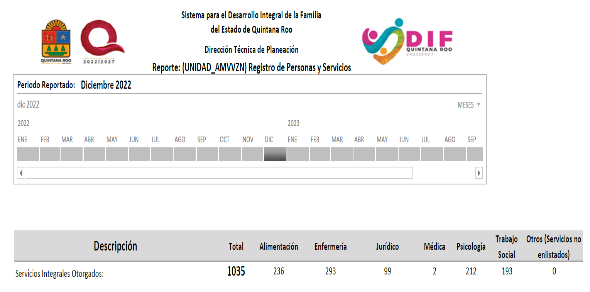 Sistema para el Desarrollo Integral de la Familia
del Estado de Quintana Roo
Dirección Técnica de Planeación
Reporte: (UNIDAD_AMVVZN) Registro de Personas y Servicios
QUINTANA ROO
2022|2027
DIF
QUINTANA ROO
Periodo Reportado: Diciembre 2022
dic 2022
MESES
2022 2023
ENE FEB MAR ABR MAY JUN JUL AGO SEP OCT NOV DIC ENE FEB MAR ABR MAY JUN JUL AGO SEP
Descripción Total Alimentación Enfermería Jurídico Médica Psicología Trabajo Social Otros (Servicios no enlistados)
Servicios Integrales Otorgados: 1035 236 293 99 2 212 193 0